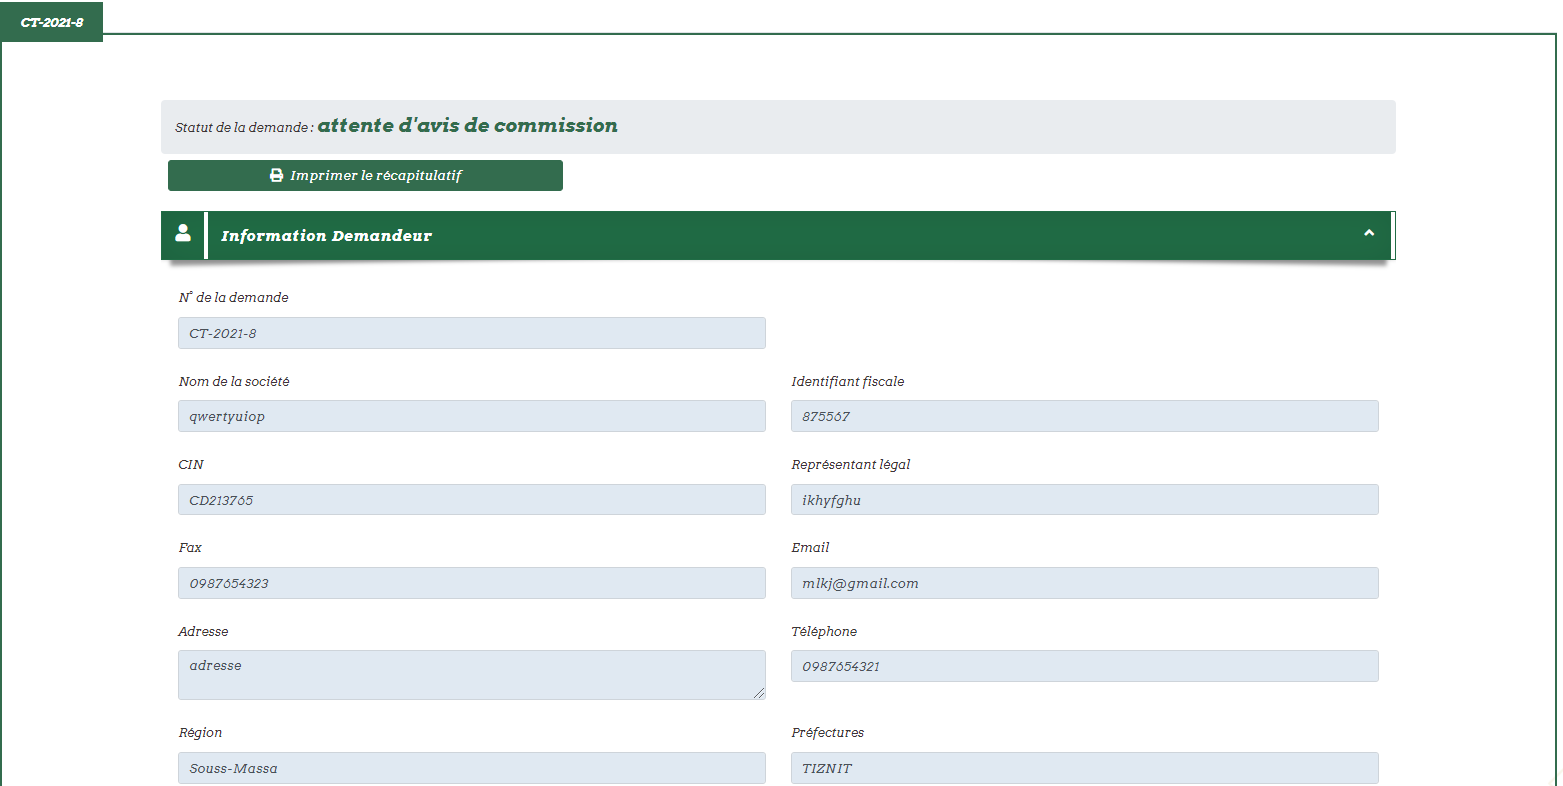 CT-2021-8
Statut de la demande : attente d'avis de commission
Imprimer le récapitulatif
Information Demandeur
N° de la demande
CT-2021-8
Nom de la société
Identifiant fiscale
qwertyuiop
875567
CIN
Représentant légal
CD213765
ikhyfghu
Fax
Email
0987654323
mlkj@gmail.com
Adresse
Téléphone
adresse
0987654321
Région
Préfectures
Souss-Massa
TIZNIT